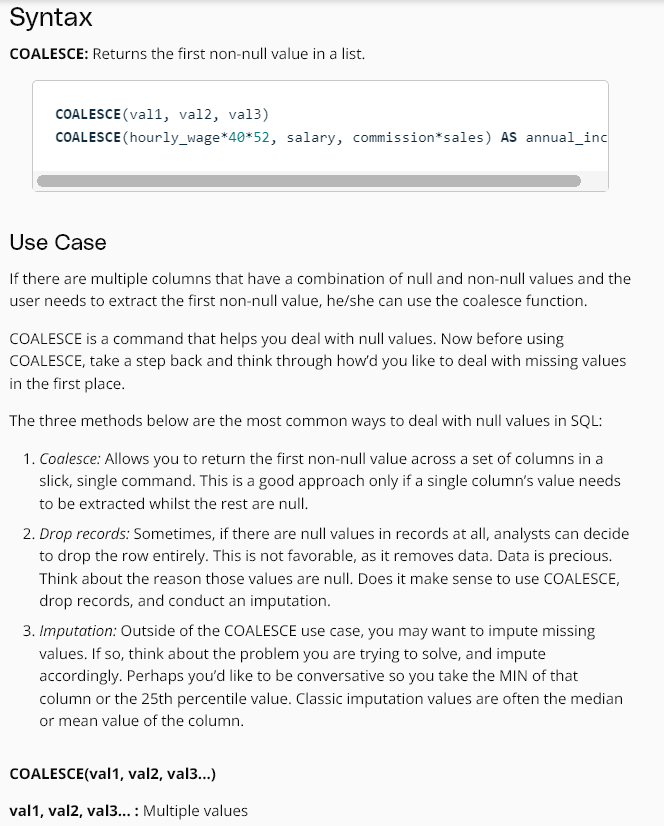 Syntax
COALESCE: Returns the first non-null value in a list.
COALESCE(val1, val2, val3)
COALESCE(hourly_wage*40*52, salary, commission*sales) AS annual_inc
Use Case
If there are multiple columns that have a combination of null and non-null values and the
user needs to extract the first non-null value, he/she can use the coalesce function.
COALESCE is a command that helps you deal with null values. Now before using
COALESCE, take a step back and think through how'd you like to deal with missing values
in the first place.
The three methods below are the most common ways to deal with null values in SQL:
1. Coalesce: Allows you to return the first non-null value across a set of columns in a
slick, single command. This is a good approach only if a single column's value needs
to be extracted whilst the rest are null.
2. Drop records: Sometimes, if there are null values in records at all, analysts can decide
to drop the row entirely. This is not favorable, as it removes data. Data is precious.
Think about the reason those values are null. Does it make sense to use COALESCE,
drop records, and conduct an imputation.
3. Imputation: Outside of the COALESCE use case, you may want to impute missing
values. If so, think about the problem you are trying to solve, and impute
accordingly. Perhaps you'd like to be conversative so you take the MIN of that
column or the 25th percentile value. Classic imputation values are often the median
or mean value of the column.
COALESCE(val1, val2, val3...)
val1, val2, val3... : Multiple values